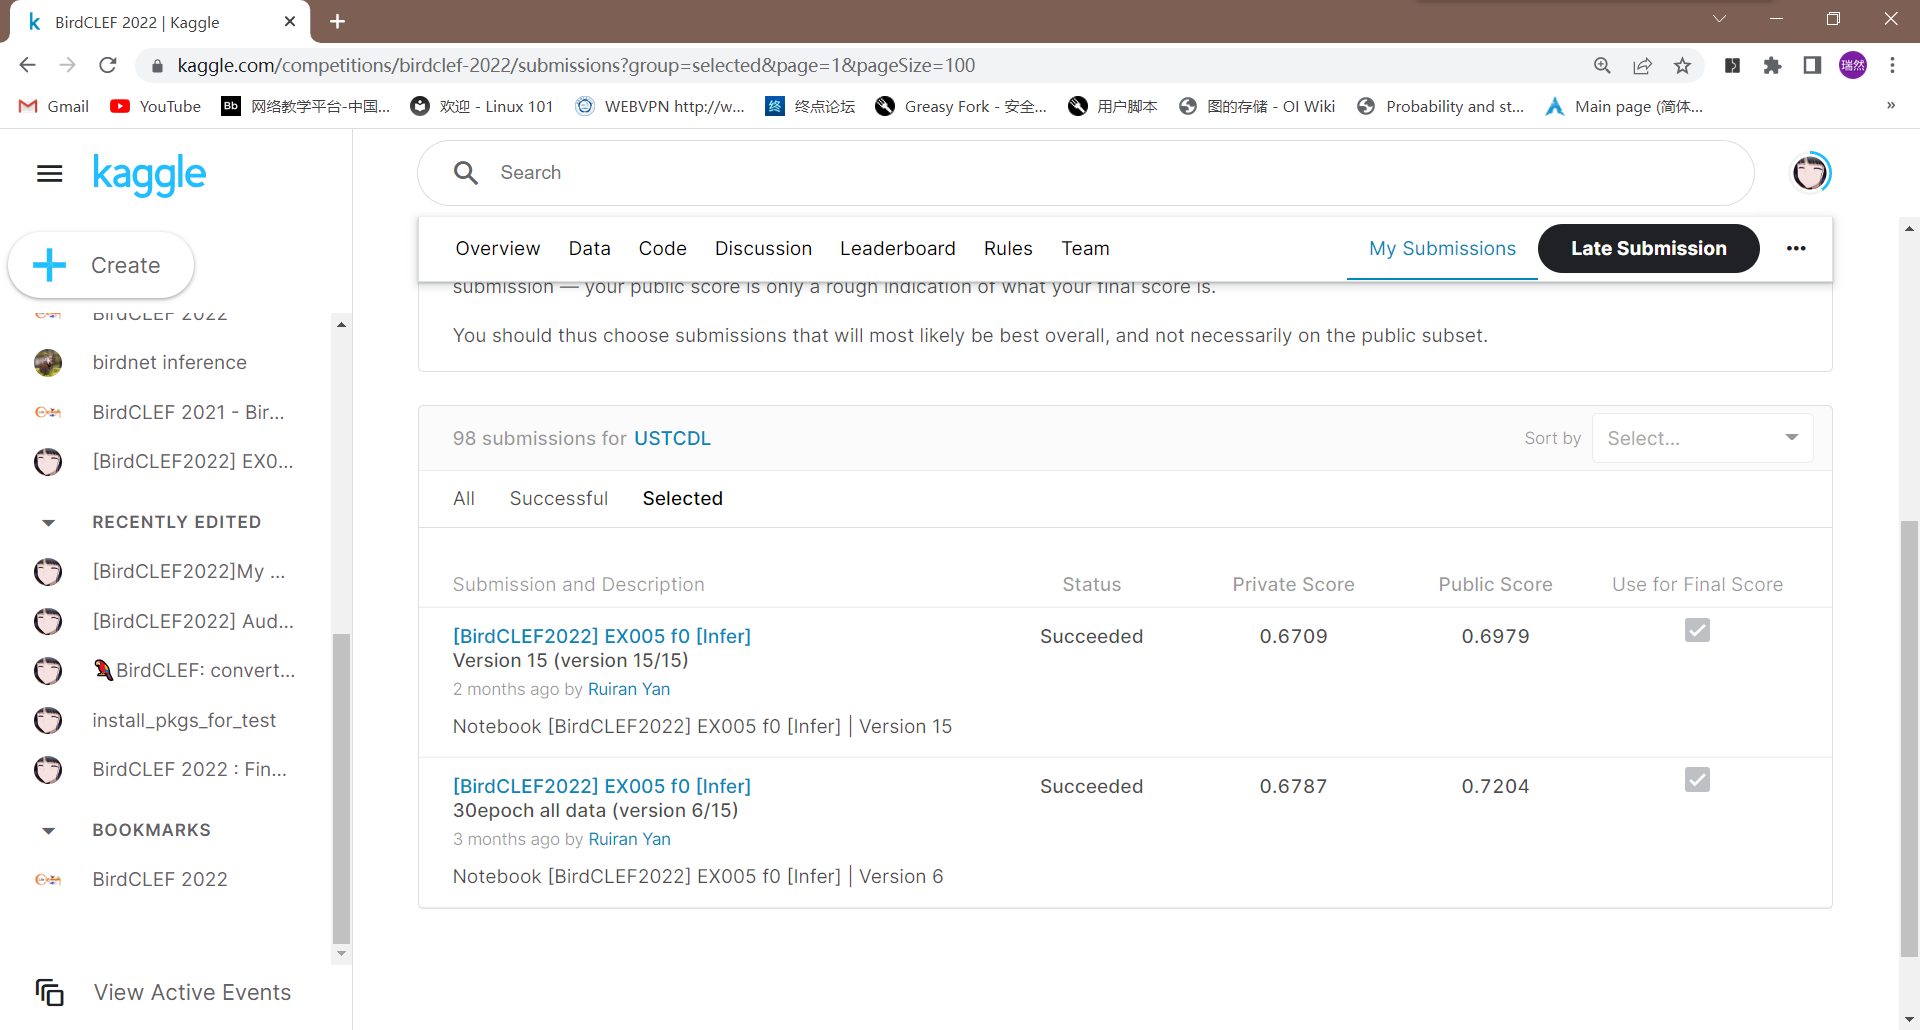 BirdCLEF 2022 | Kaggle
kaggle.com/competitions/birdclef-2022/submissions?group=selected&page=1&pageSize=100
瑞然
Gmail
YouTube
Bb
网络教学平台-中国...
欢迎 - Linux 101
WEBVPN http://w...
终
终点论坛
Greasy Fork - 安全...
用户脚本
图的存储 - OI Wiki
Probability and st...
Main page (简体...
»
kaggle
Search
Create
Overview
Data
Code
Discussion
Leaderboard
Rules
Team
My Submissions
Late Submission
submission — your public score is only a rough indication of what your final score is.
You should thus choose submissions that will most likely be best overall, and not necessarily on the public subset.
BirdCLEF 2022
birdnet inference
BirdCLEF 2021 - Bir...
[BirdCLEF2022] EX0...
RECENTLY EDITED
[BirdCLEF2022]My ...
[BirdCLEF2022] Aud...
BirdCLEF: convert...
install_pkgs_for_test
BirdCLEF 2022 : Fin...
BOOKMARKS
BirdCLEF 2022
View Active Events
98 submissions for USTCDL
Sort by
Select...
All
Successful
Selected
Submission and Description
Status
Private Score
Public Score
Use for Final Score
[BirdCLEF2022] EX005 f0 [Infer]
Succeeded
0.6709
0.6979
Version 15 (version 15/15)
2 months ago by Ruiran Yan
Notebook [BirdCLEF2022] EX005 f0 [Infer] | Version 15
[BirdCLEF2022] EX005 f0 [Infer]
Succeeded
0.6787
0.7204
30epoch all data (version 6/15)
3 months ago by Ruiran Yan
Notebook [BirdCLEF2022] EX005 f0 [Infer] | Version 6